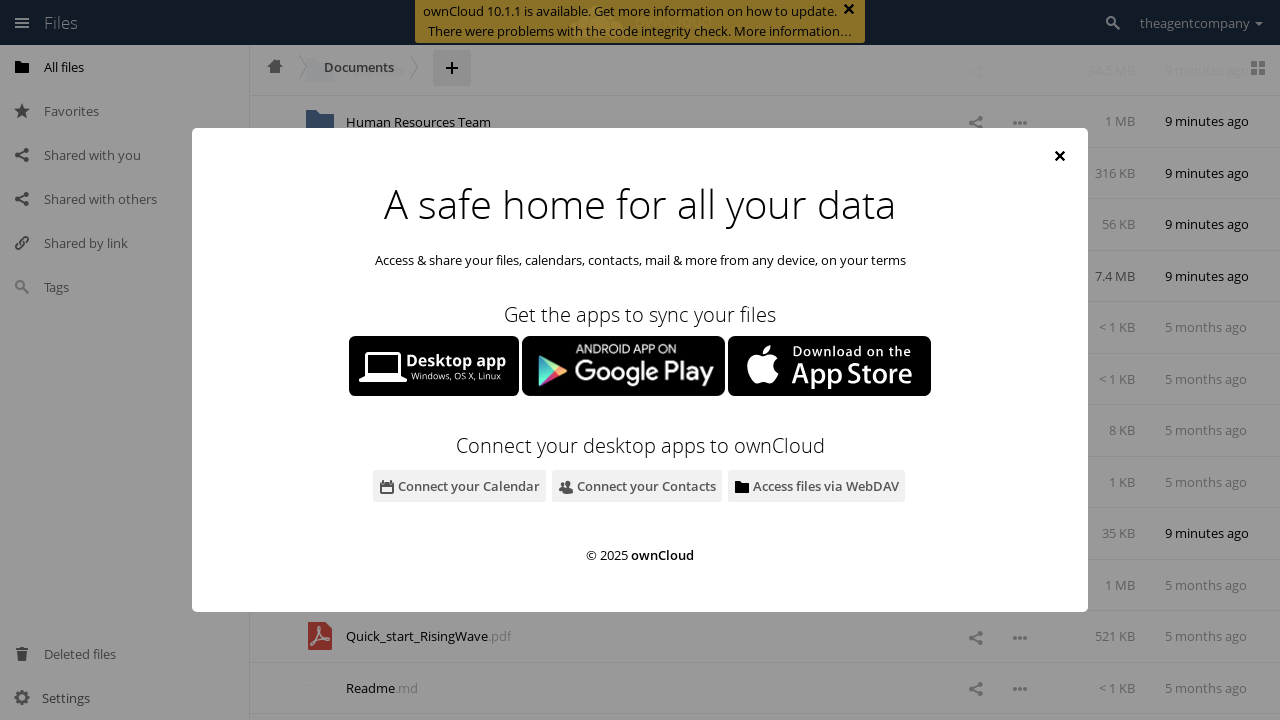 ownCloud 10.1.1 is available. Get more information on how to update.
There were problems with the code integrity check. More information…
Files
theagentcompany
All files
Favorites
Shared with you
Shared with others
Shared by link
Tags
Deleted files
Settings
Documents
34.5 MB 9 minutes ago
Human Resources Team 1 MB 9 minutes ago
316 KB 9 minutes ago
56 KB 9 minutes ago
7.4 MB 9 minutes ago
< 1 KB 5 months ago
< 1 KB 5 months ago
8 KB 5 months ago
1 KB 5 months ago
35 KB 9 minutes ago
1 MB 5 months ago
Quick_start_RisingWave.pdf 521 KB 5 months ago
Readme.md < 1 KB 5 months ago
A safe home for all your data
Access & share your files, calendars, contacts, mail & more from any device, on your terms
Get the apps to sync your files
Desktop app
Windows, OS X, Linux
ANDROID APP ON
Google Play
Download on the
App Store
Connect your desktop apps to ownCloud
Connect your Calendar
Connect your Contacts
Access files via WebDAV
© 2025 ownCloud